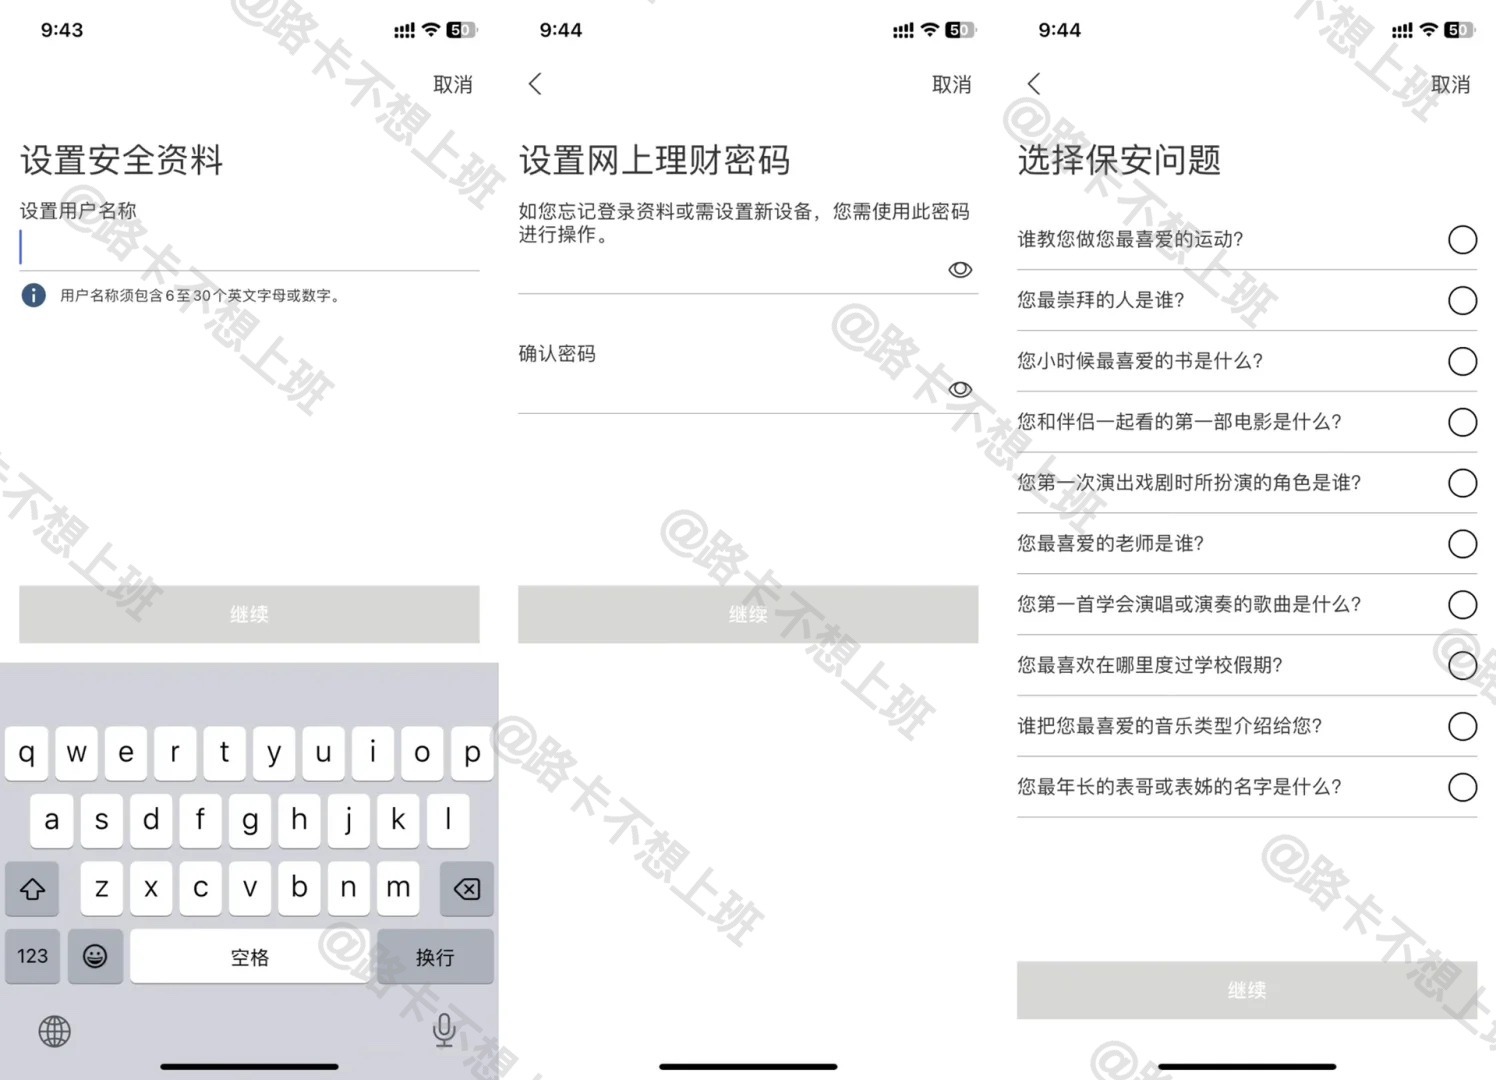 9:43
50
取消
设置安全资料
设置用户名称
用户名称须包含6至30个英文字母或数字。
继续
q w e r t y u i o p
a s d f g h j k l
z x c v b n m
123
空格
换行
9:44
50
取消
设置网上理财密码
如您忘记登录资料或需设置新设备，您需使用此密码
进行操作。
确认密码
继续
9:44
50
取消
选择保安问题
谁教您做您最喜爱的运动?
您最崇拜的人是谁?
您小时候最喜爱的书是什么?
您和伴侣一起看的第一部电影是什么?
您第一次演出戏剧时所扮演的角色是谁?
您最喜爱的老师是谁?
您第一首学会演唱或演奏的歌曲是什么?
您最喜欢在哪里度过学校假期?
谁把您最喜爱的音乐类型介绍给您?
您最年长的表哥或表姊的名字是什么?
继续
@路卡不想上班